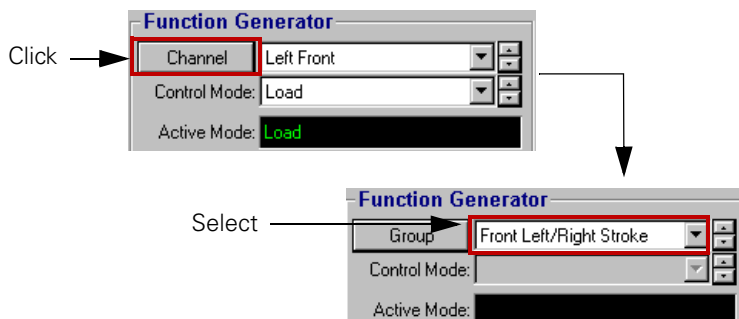 Function Generator
Click
Channel Left Front
Control Mode: Load
Active Mode: Load
Function Generator
Select
Group Front Left/Right Stroke
Control Mode:
Active Mode: